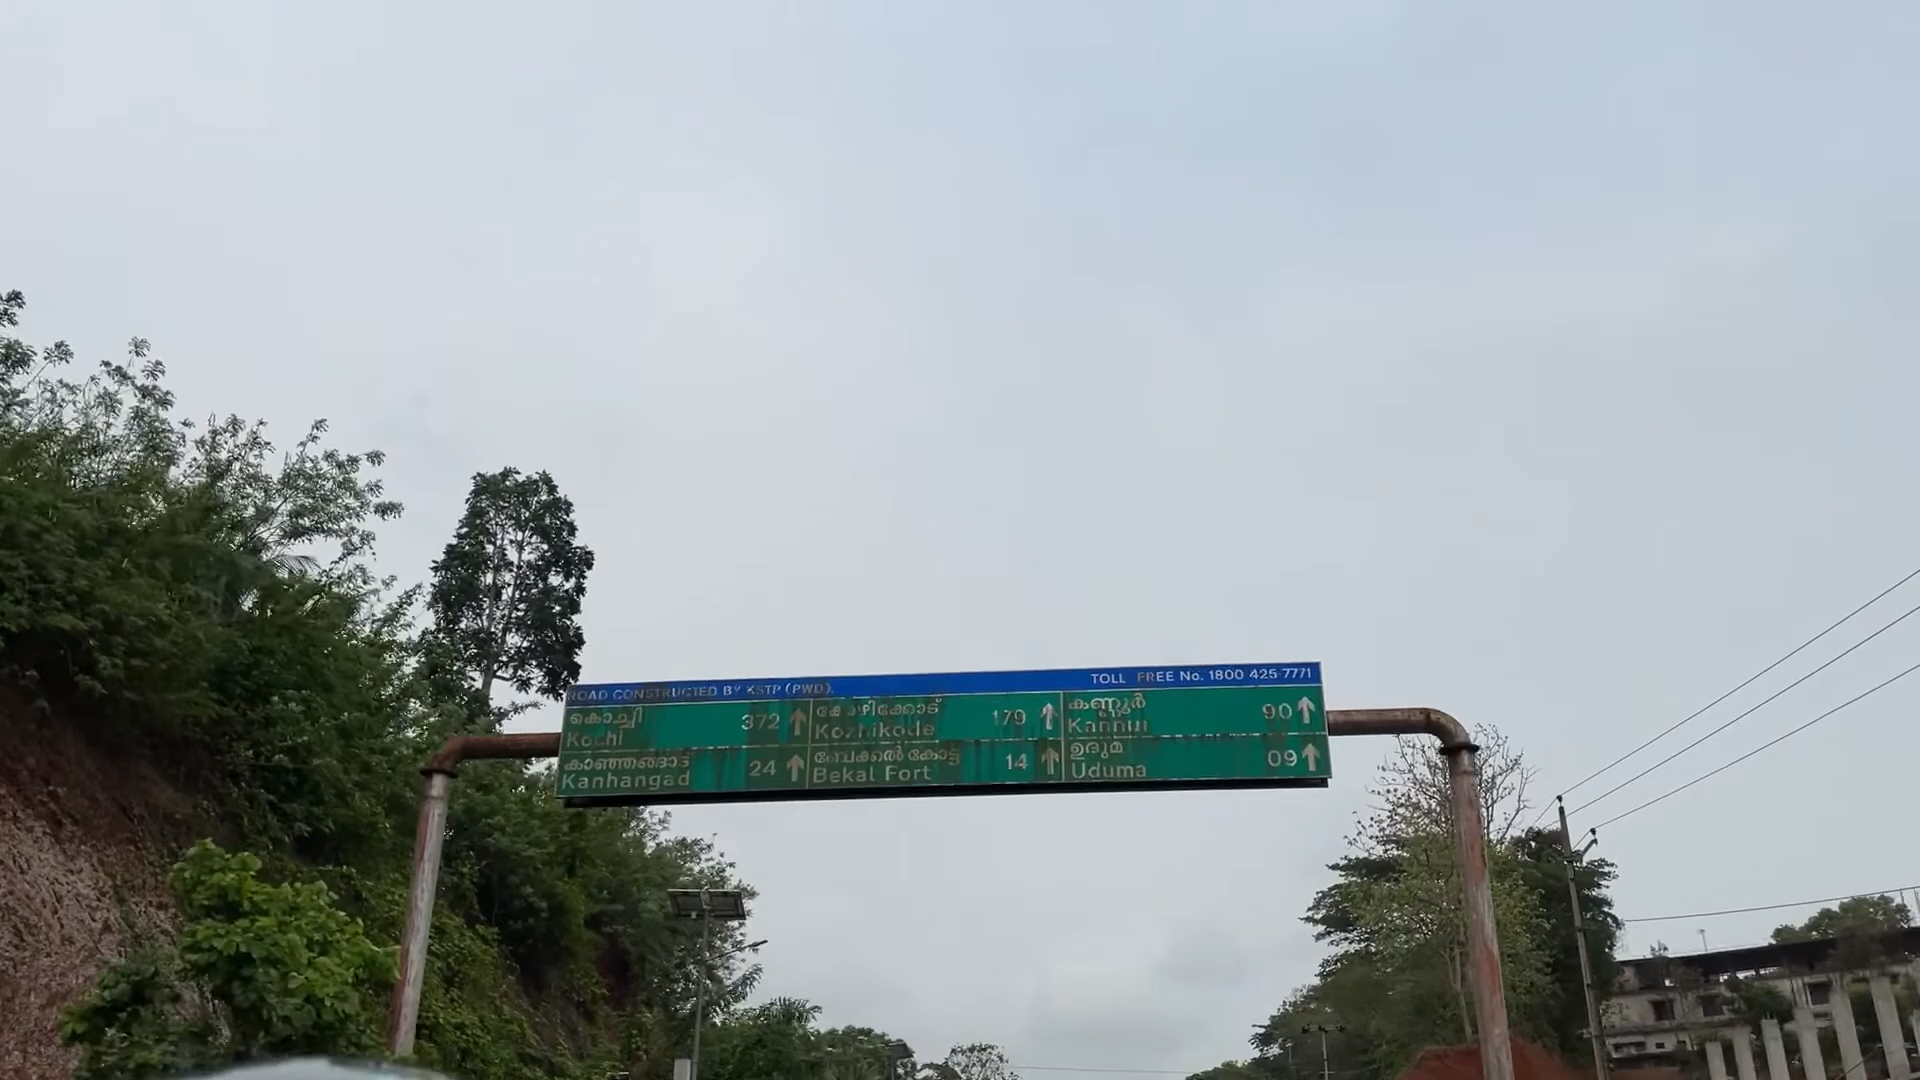 ROAD CONSTRUCTED BY KSTP (PWD). TOLL FREE No. 1800 425 7771
കൊച്ചി
Kochi 372
കോഴിക്കോട്
Kozhikode 179
കണ്ണൂർ
Kannur 90
കാഞ്ഞങ്ങാട്
Kanhangad 24
ബേക്കൽ കോട്ട
Bekal Fort 14
ഉദുമ
Uduma 09